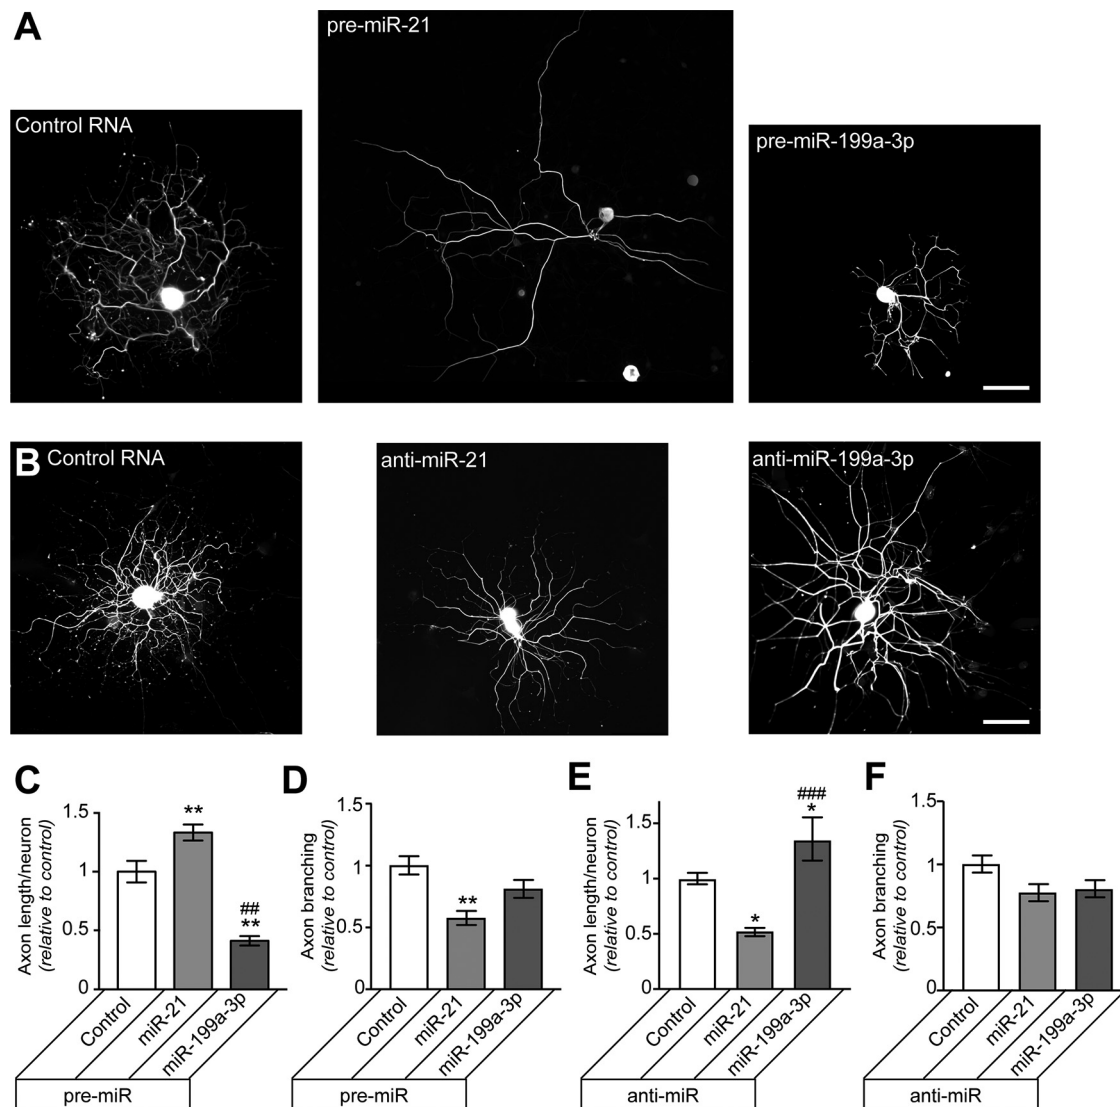 A
Control RNA
pre-miR-21
pre-miR-199a-3p
B
Control RNA
anti-miR-21
anti-miR-199a-3p
C
Axon length/neuron
(relative to control)
1.5
1
0.5
0
**
##
**
Control
miR-21
miR-199a-3p
pre-miR
D
Axon branching
(relative to control)
1.5
1
0.5
0
**
Control
miR-21
miR-199a-3p
pre-miR
E
Axon length/neuron
(relative to control)
1.5
1
0.5
0
*
###
*
Control
miR-21
miR-199a-3p
anti-miR
F
Axon branching
(relative to control)
1.5
1
0.5
0
Control
miR-21
miR-199a-3p
anti-miR